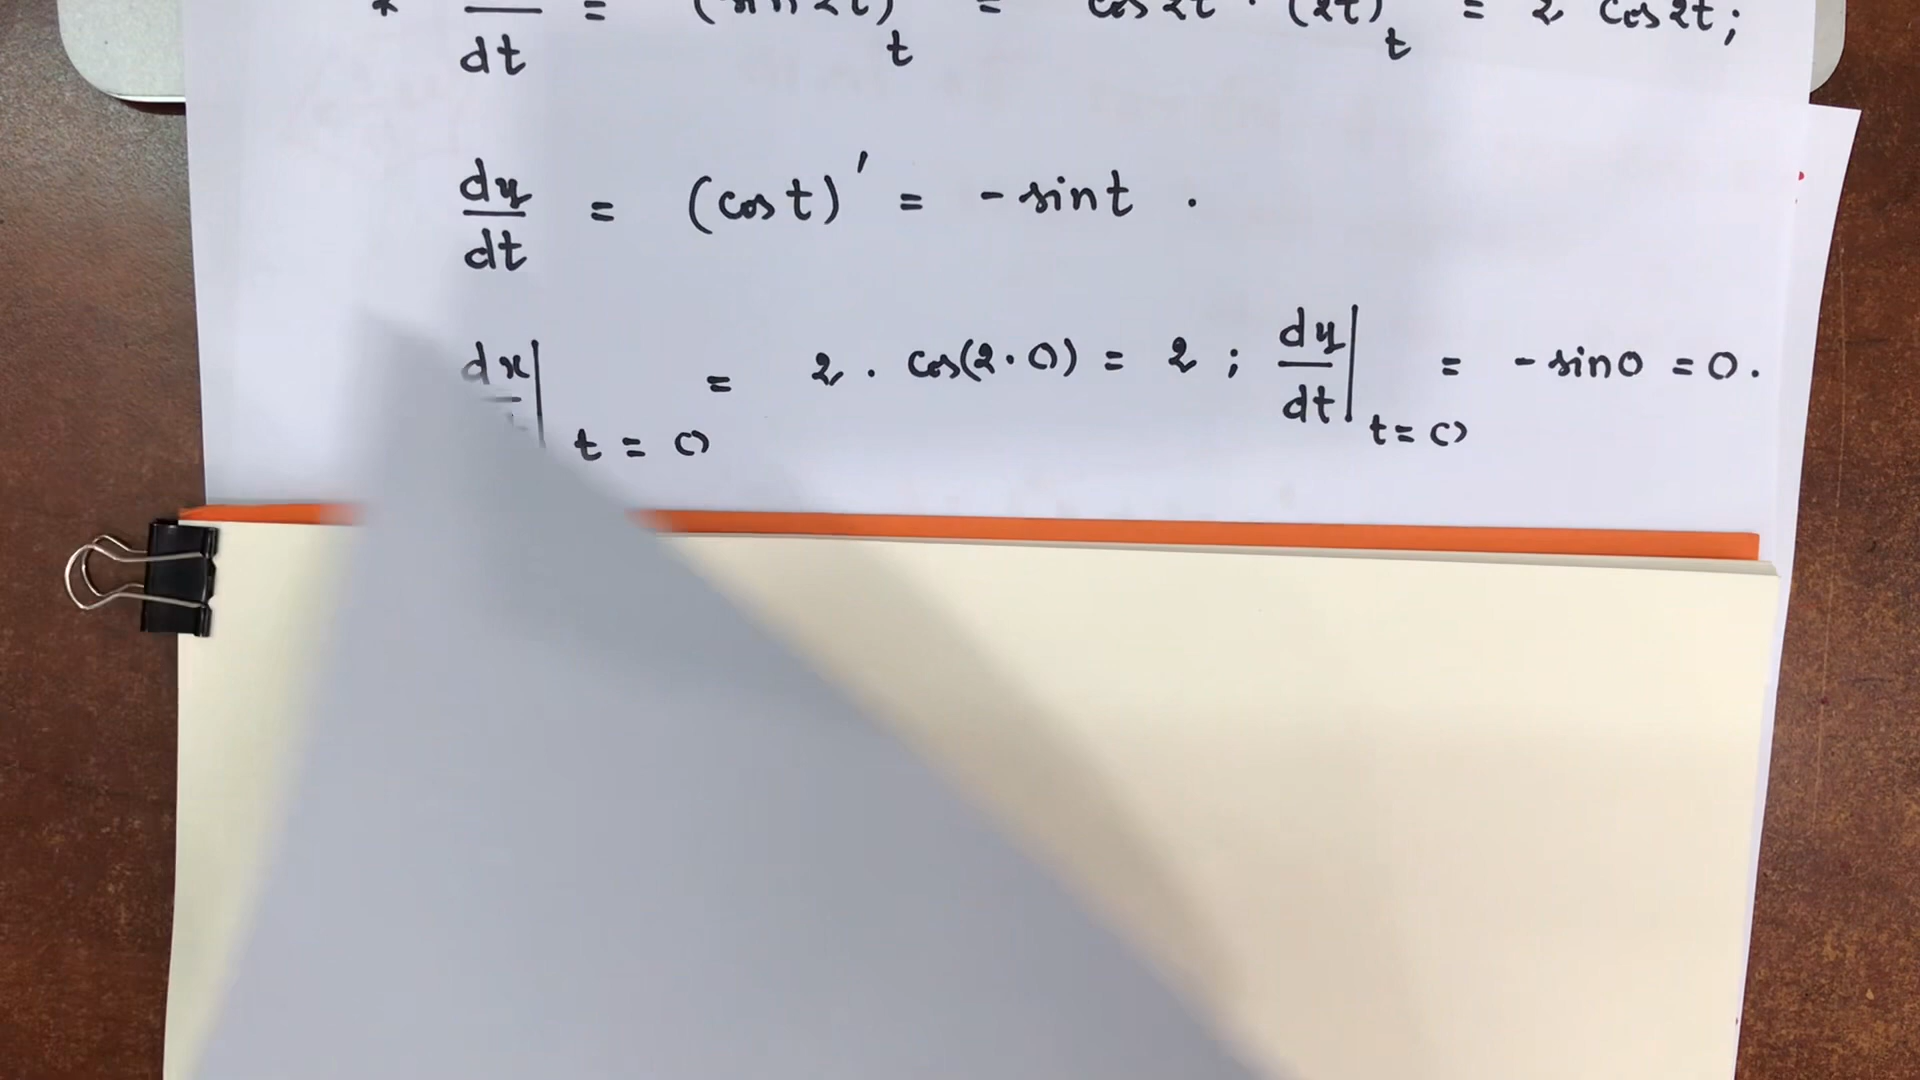 * dt = (sin 2t)'t = cos 2t · (2t)'t = 2 cos 2t;
dy/dt = (cos t)' = - sin t .
dx/dt | t = 0 = 2 . cos(2 · 0) = 2 ; dy/dt | t = 0 = - sin 0 = 0 .